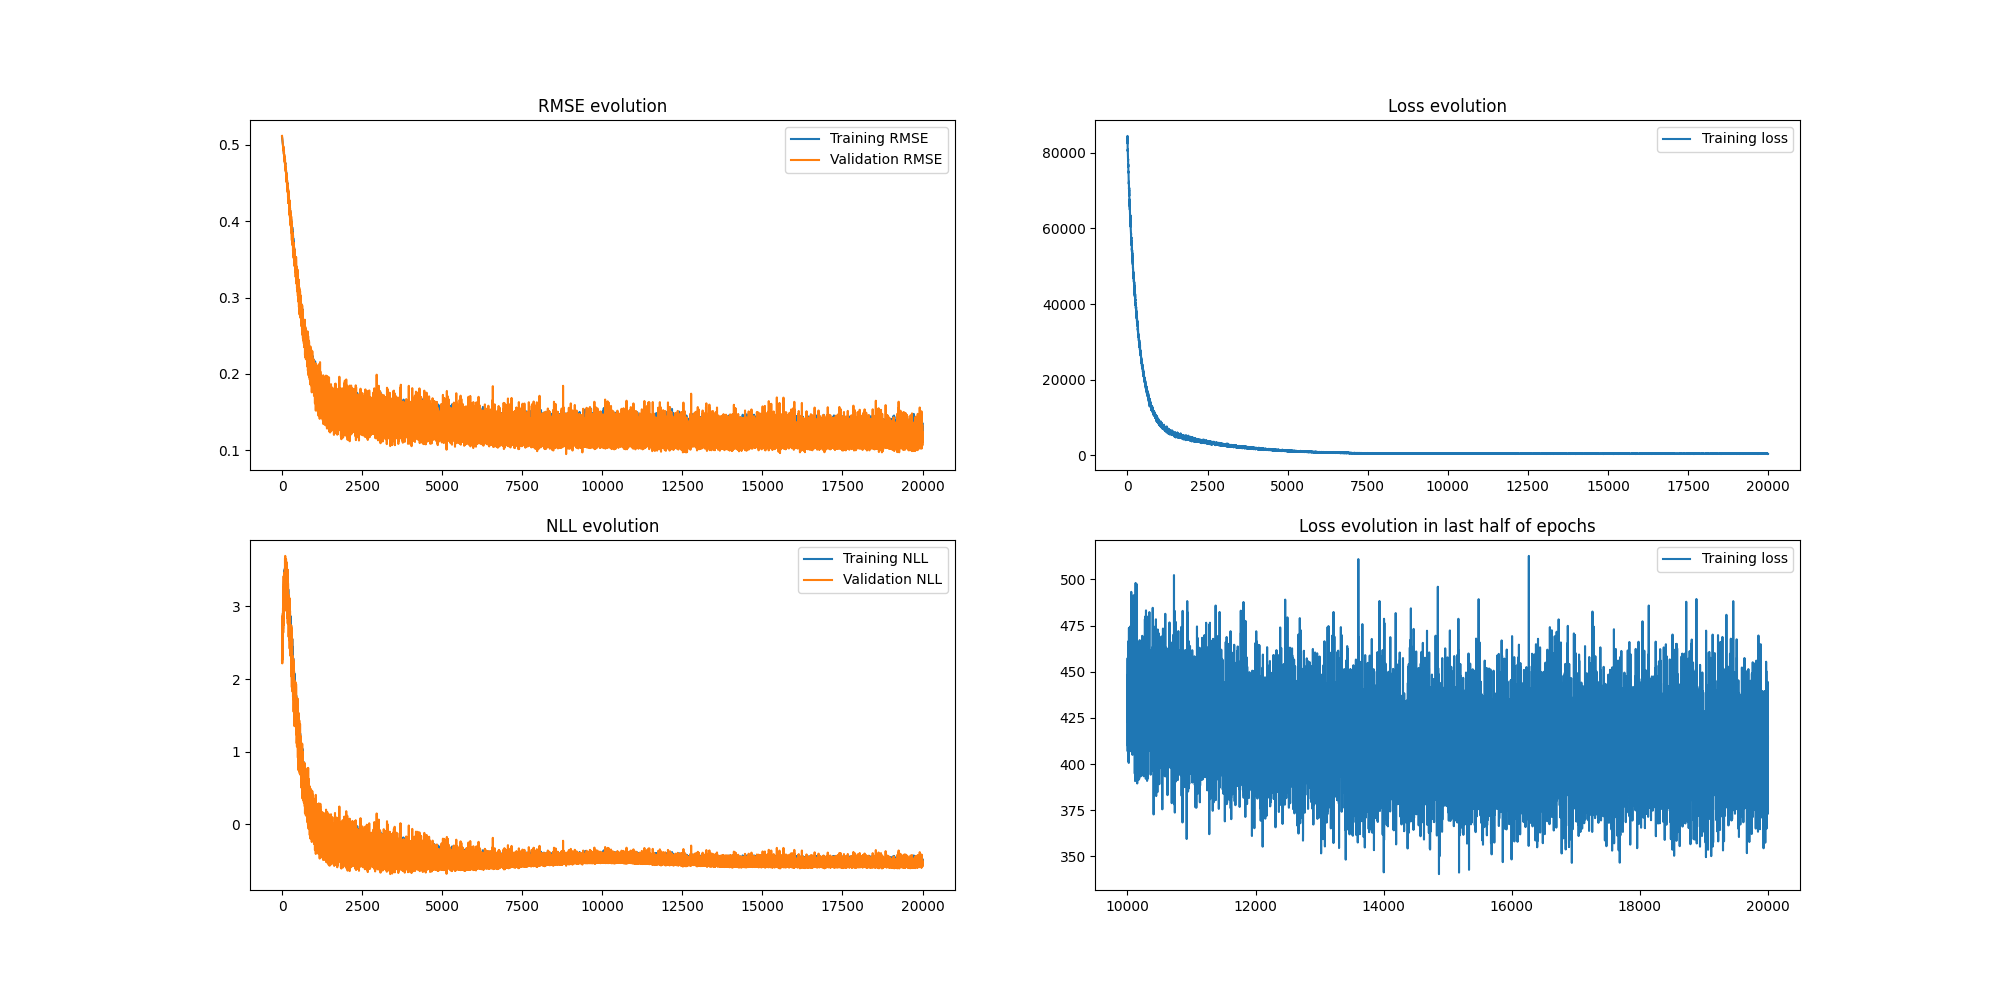 RMSE evolution
Training RMSE
Validation RMSE
0.5
0.4
0.3
0.2
0.1
0 2500 5000 7500 10000 12500 15000 17500 20000
Loss evolution
Training loss
80000
60000
40000
20000
0
0 2500 5000 7500 10000 12500 15000 17500 20000
NLL evolution
Training NLL
Validation NLL
3
2
1
0
0 2500 5000 7500 10000 12500 15000 17500 20000
Loss evolution in last half of epochs
Training loss
500
475
450
425
400
375
350
10000 12000 14000 16000 18000 20000